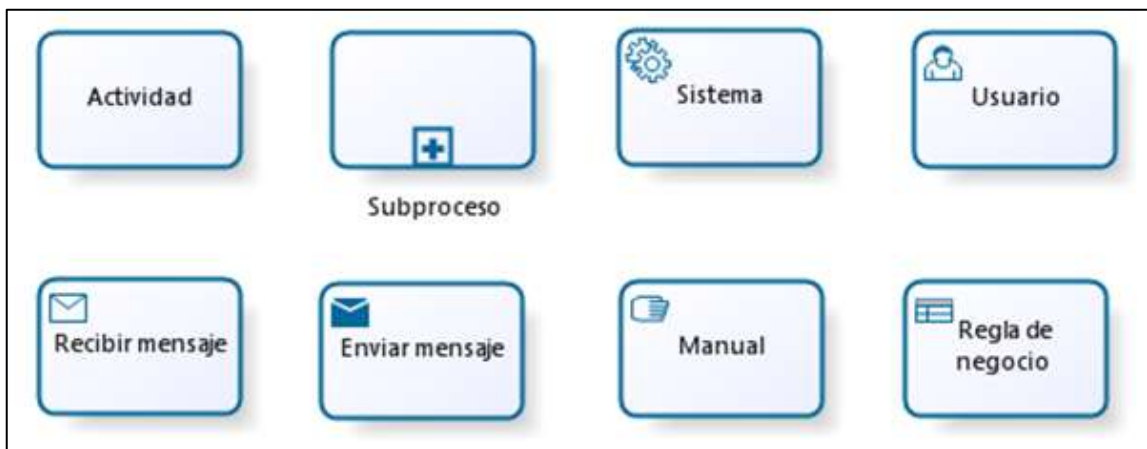 Actividad
Subproceso
Sistema
Usuario
Recibir mensaje
Enviar mensaje
Manual
Regla de
negocio